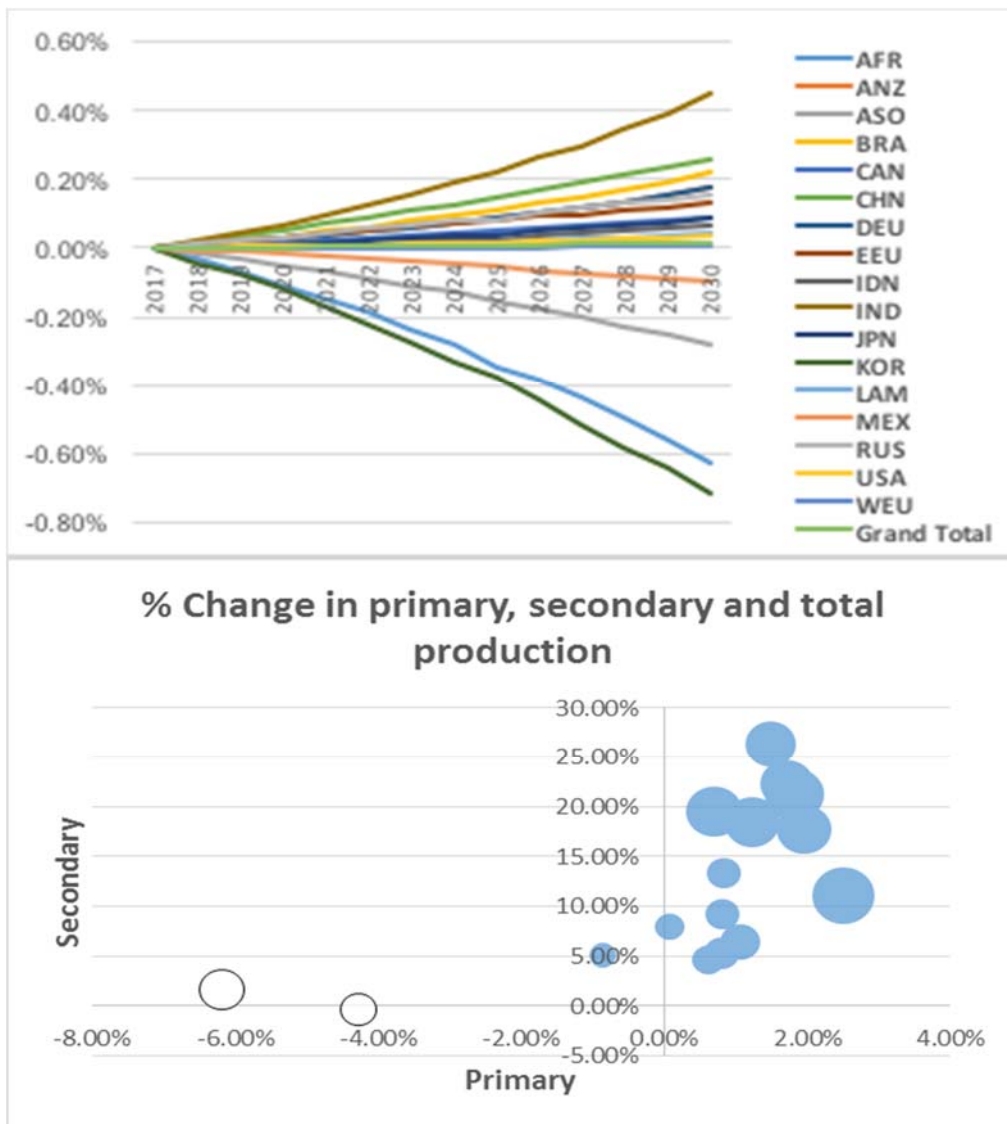 0.60%
0.40%
0.20%
0.00%
-0.20%
-0.40%
-0.60%
-0.80%
2017
2018
2019
2020
2021
2022
2023
2024
2025
2026
2027
2028
2029
2030
AFR
ANZ
ASO
BRA
CAN
CHN
DEU
EEU
IDN
IND
JPN
KOR
LAM
MEX
RUS
USA
WEU
Grand Total
% Change in primary, secondary and total
production
30.00%
25.00%
20.00%
15.00%
10.00%
5.00%
0.00%
-5.00%
Secondary
-8.00% -6.00% -4.00% -2.00% 0.00% 2.00% 4.00%
Primary